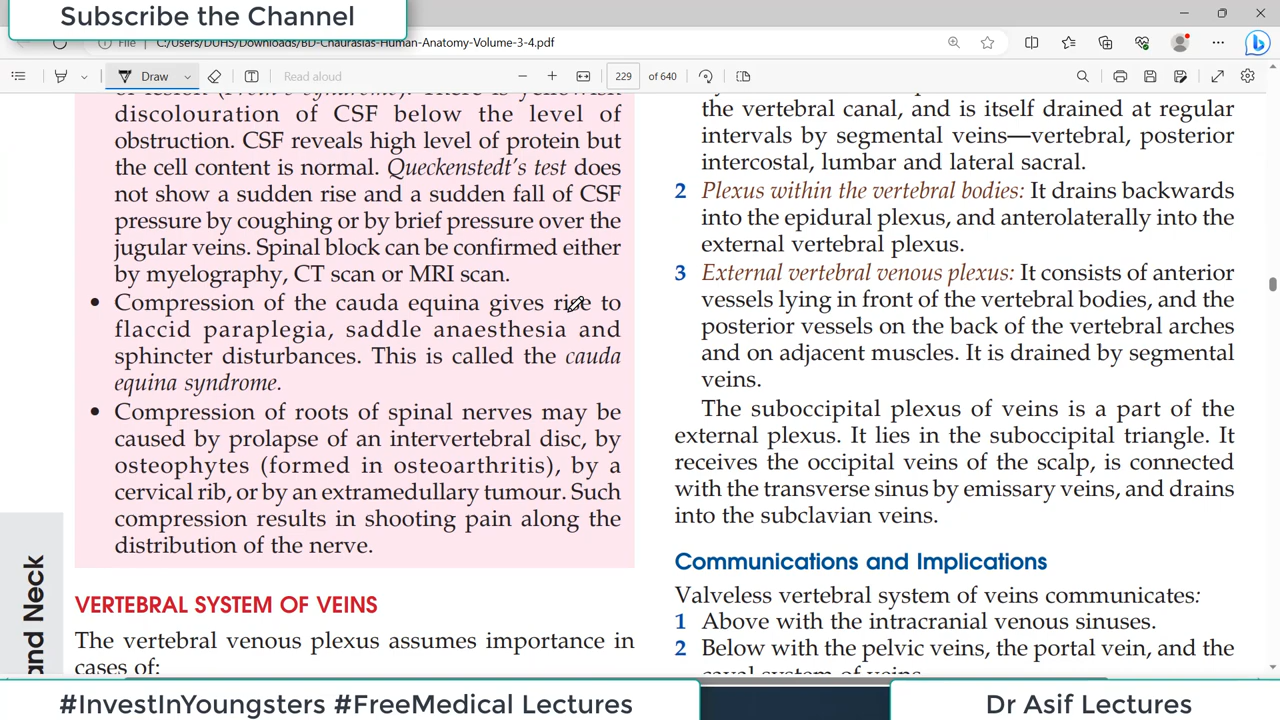 Subscribe the Channel
File C:/Users/DUHS/Downloads/BD-Chaurasias-Human-Anatomy-Volume-3-4.pdf
Draw Read aloud 229 of 640
discolouration of CSF below the level of
obstruction. CSF reveals high level of protein but
the cell content is normal. Queckenstedt's test does
not show a sudden rise and a sudden fall of CSF
pressure by coughing or by brief pressure over the
jugular veins. Spinal block can be confirmed either
by myelography, CT scan or MRI scan.
• Compression of the cauda equina gives rise to
flaccid paraplegia, saddle anaesthesia and
sphincter disturbances. This is called the cauda
equina syndrome.
• Compression of roots of spinal nerves may be
caused by prolapse of an intervertebral disc, by
osteophytes (formed in osteoarthritis), by a
cervical rib, or by an extramedullary tumour. Such
compression results in shooting pain along the
distribution of the nerve.
VERTEBRAL SYSTEM OF VEINS
The vertebral venous plexus assumes importance in
cases of:
and Neck
the vertebral canal, and is itself drained at regular
intervals by segmental veins—vertebral, posterior
intercostal, lumbar and lateral sacral.
2 Plexus within the vertebral bodies: It drains backwards
into the epidural plexus, and anterolaterally into the
external vertebral plexus.
3 External vertebral venous plexus: It consists of anterior
vessels lying in front of the vertebral bodies, and the
posterior vessels on the back of the vertebral arches
and on adjacent muscles. It is drained by segmental
veins.
The suboccipital plexus of veins is a part of the
external plexus. It lies in the suboccipital triangle. It
receives the occipital veins of the scalp, is connected
with the transverse sinus by emissary veins, and drains
into the subclavian veins.
Communications and Implications
Valveless vertebral system of veins communicates:
1 Above with the intracranial venous sinuses.
2 Below with the pelvic veins, the portal vein, and the
#InvestInYoungsters #FreeMedical Lectures
Dr Asif Lectures